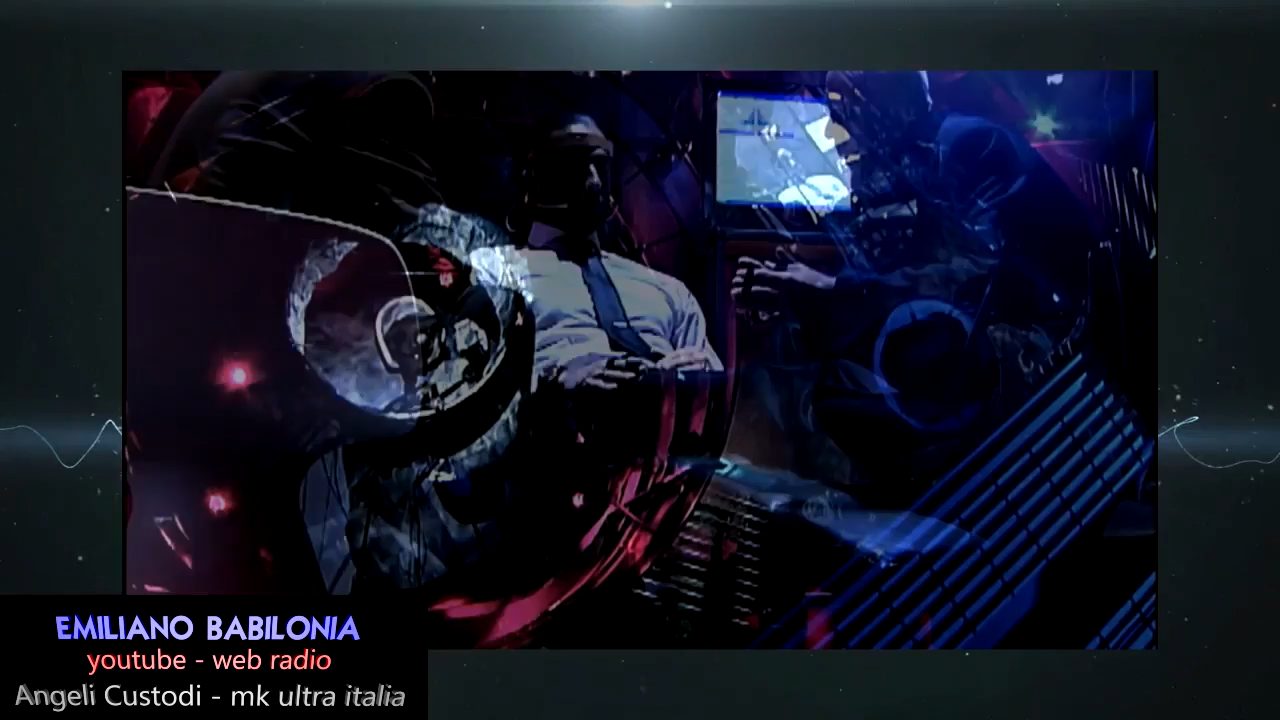 EMILIANO BABILONIA
youtube - web radio
Angeli Custodi - mk ultra italia